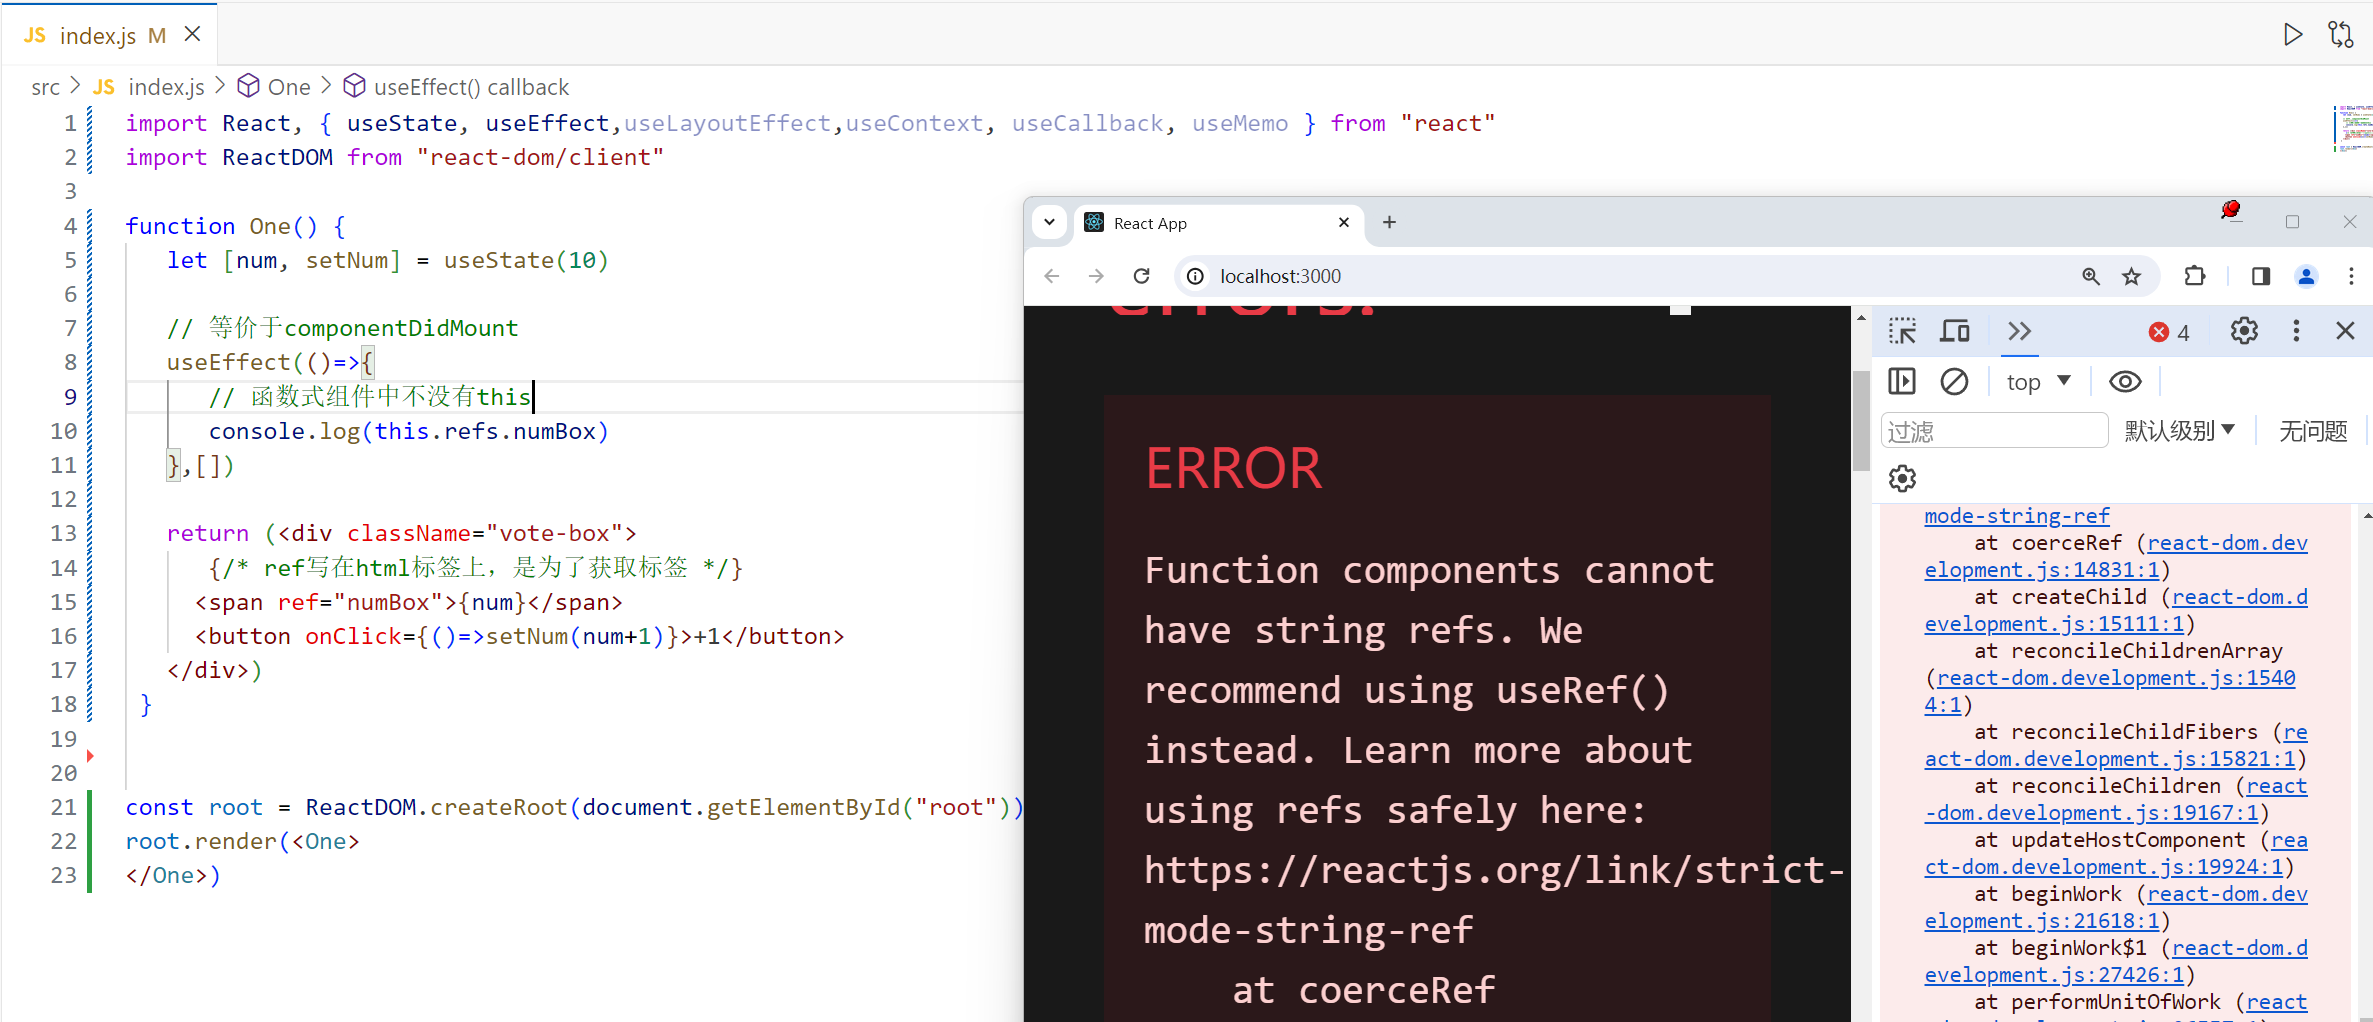 JS index.js M
src > JS index.js > One > useEffect() callback
1 import React, { useState, useEffect,useLayoutEffect,useContext, useCallback, useMemo } from "react"
2 import ReactDOM from "react-dom/client"
3
4 function One() {
5 let [num, setNum] = useState(10)
6
7 // 等价于componentDidMount
8 useEffect(()=>{
9 // 函数式组件中不没有this
10 console.log(this.refs.numBox)
11 },[])
12
13 return (<div className="vote-box">
14 {/* ref写在html标签上，是为了获取标签 */}
15 <span ref="numBox">{num}</span>
16 <button onClick={()=>setNum(num+1)}>+1</button>
17 </div>)
18 }
19
20
21 const root = ReactDOM.createRoot(document.getElementById("root"))
22 root.render(<One>
23 </One>)
React App
localhost:3000
ERROR
Function components cannot
have string refs. We
recommend using useRef()
instead. Learn more about
using refs safely here:
https://reactjs.org/link/strict-
mode-string-ref
at coerceRef
4
top
过滤
默认级别
无问题
mode-string-ref
at coerceRef (react-dom.dev
elopment.js:14831:1)
at createChild (react-dom.d
evelopment.js:15111:1)
at reconcileChildrenArray
(react-dom.development.js:1540
4:1)
at reconcileChildFibers (re
act-dom.development.js:15821:1)
at reconcileChildren (react
-dom.development.js:19167:1)
at updateHostComponent (rea
ct-dom.development.js:19924:1)
at beginWork (react-dom.dev
elopment.js:21618:1)
at beginWork$1 (react-dom.d
evelopment.js:27426:1)
at performUnitOfWork (react